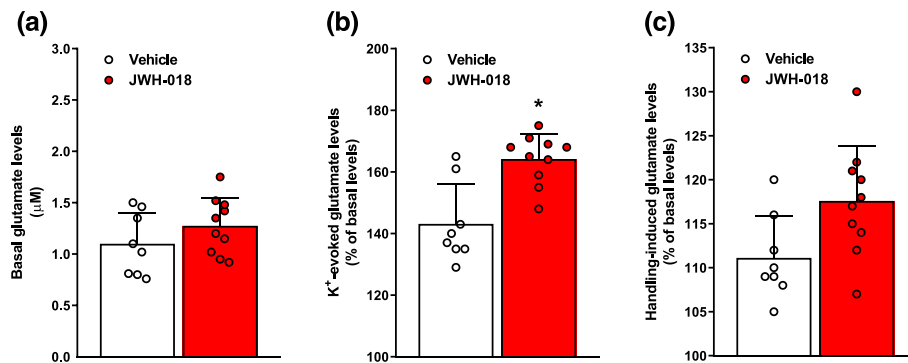 (a)
Vehicle
JWH-018
Basal glutamate levels
(μM)
3.0
2.5
2.0
1.5
1.0
0.5
0.0
(b)
Vehicle
JWH-018
K⁺-evoked glutamate levels
(% of basal levels)
200
180
160
140
120
100
*
(c)
Vehicle
JWH-018
Handling-induced glutamate levels
(% of basal levels)
135
130
125
120
115
110
105
100